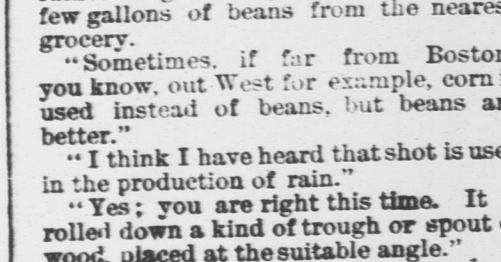 few gallons of beans from the neares
grocery.
"Sometimes, if far from Boston
you know, out West for example, corn
used instead of beans, but beans a
better."
"I think I have heard that shot is use
in the production of rain."
"Yes; you are right this time. It
rolled down a kind of trough or spout
wood, placed at the suitable angle."